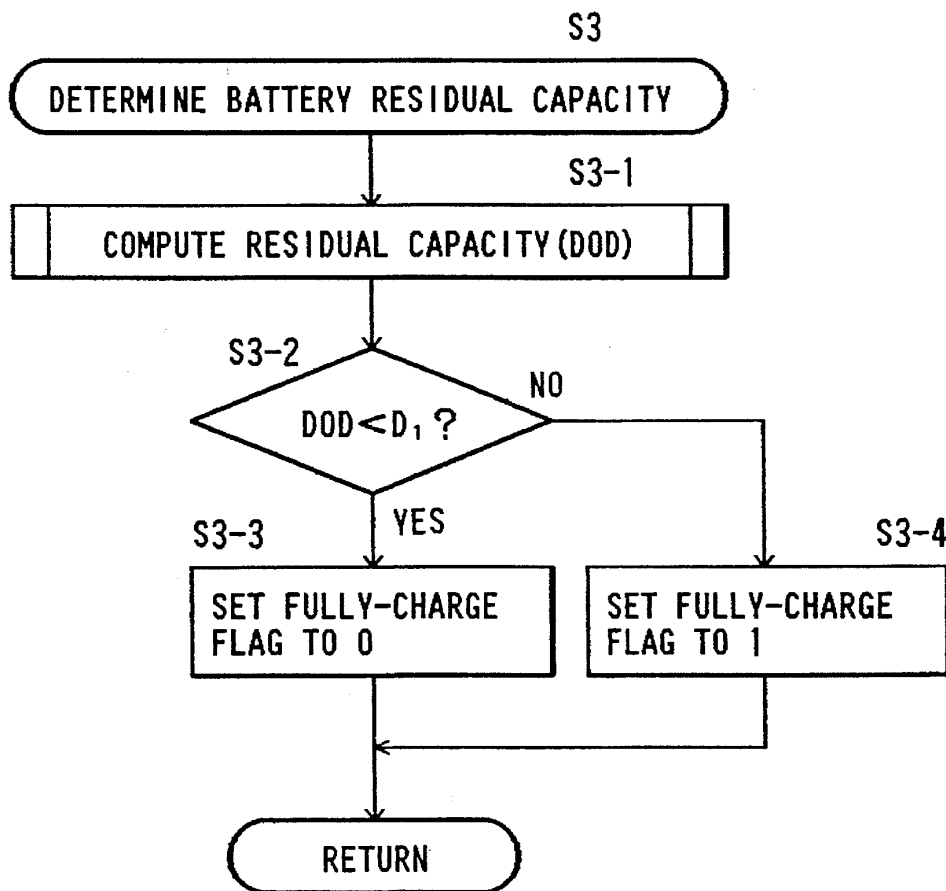 S3
DETERMINE BATTERY RESIDUAL CAPACITY
S3-1
COMPUTE RESIDUAL CAPACITY(DOD)
S3-2
NO
DOD<D₁?
YES
S3-3
S3-4
SET FULLY-CHARGE
FLAG TO 0
SET FULLY-CHARGE
FLAG TO 1
RETURN